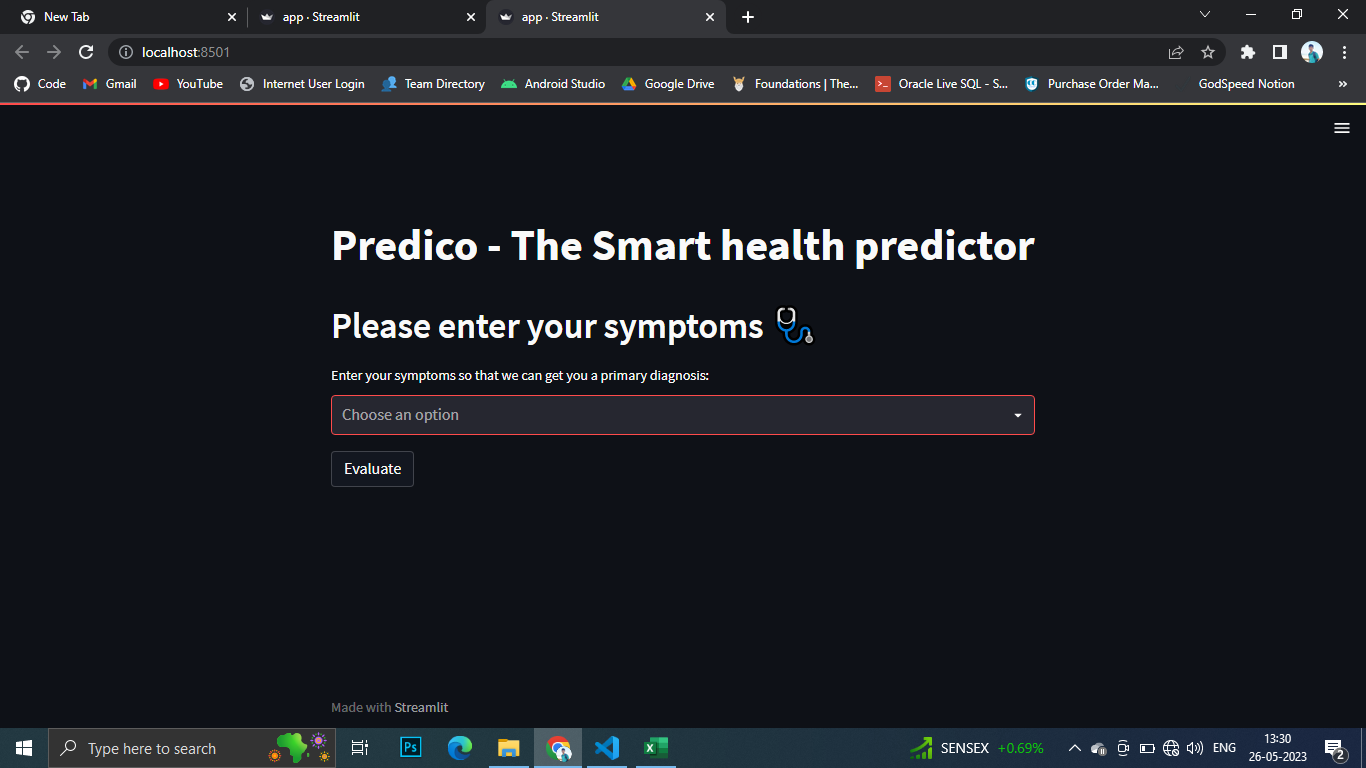 New Tab
app · Streamlit
app · Streamlit
localhost:8501
Code
Gmail
YouTube
Internet User Login
Team Directory
Android Studio
Google Drive
Foundations | The...
Oracle Live SQL - S...
Purchase Order Ma...
GodSpeed Notion
»
Predico - The Smart health predictor
Please enter your symptoms
Enter your symptoms so that we can get you a primary diagnosis:
Choose an option
Evaluate
Made with Streamlit
Type here to search
Ps
SENSEX +0.69%
ENG
13:30
26-05-2023
2